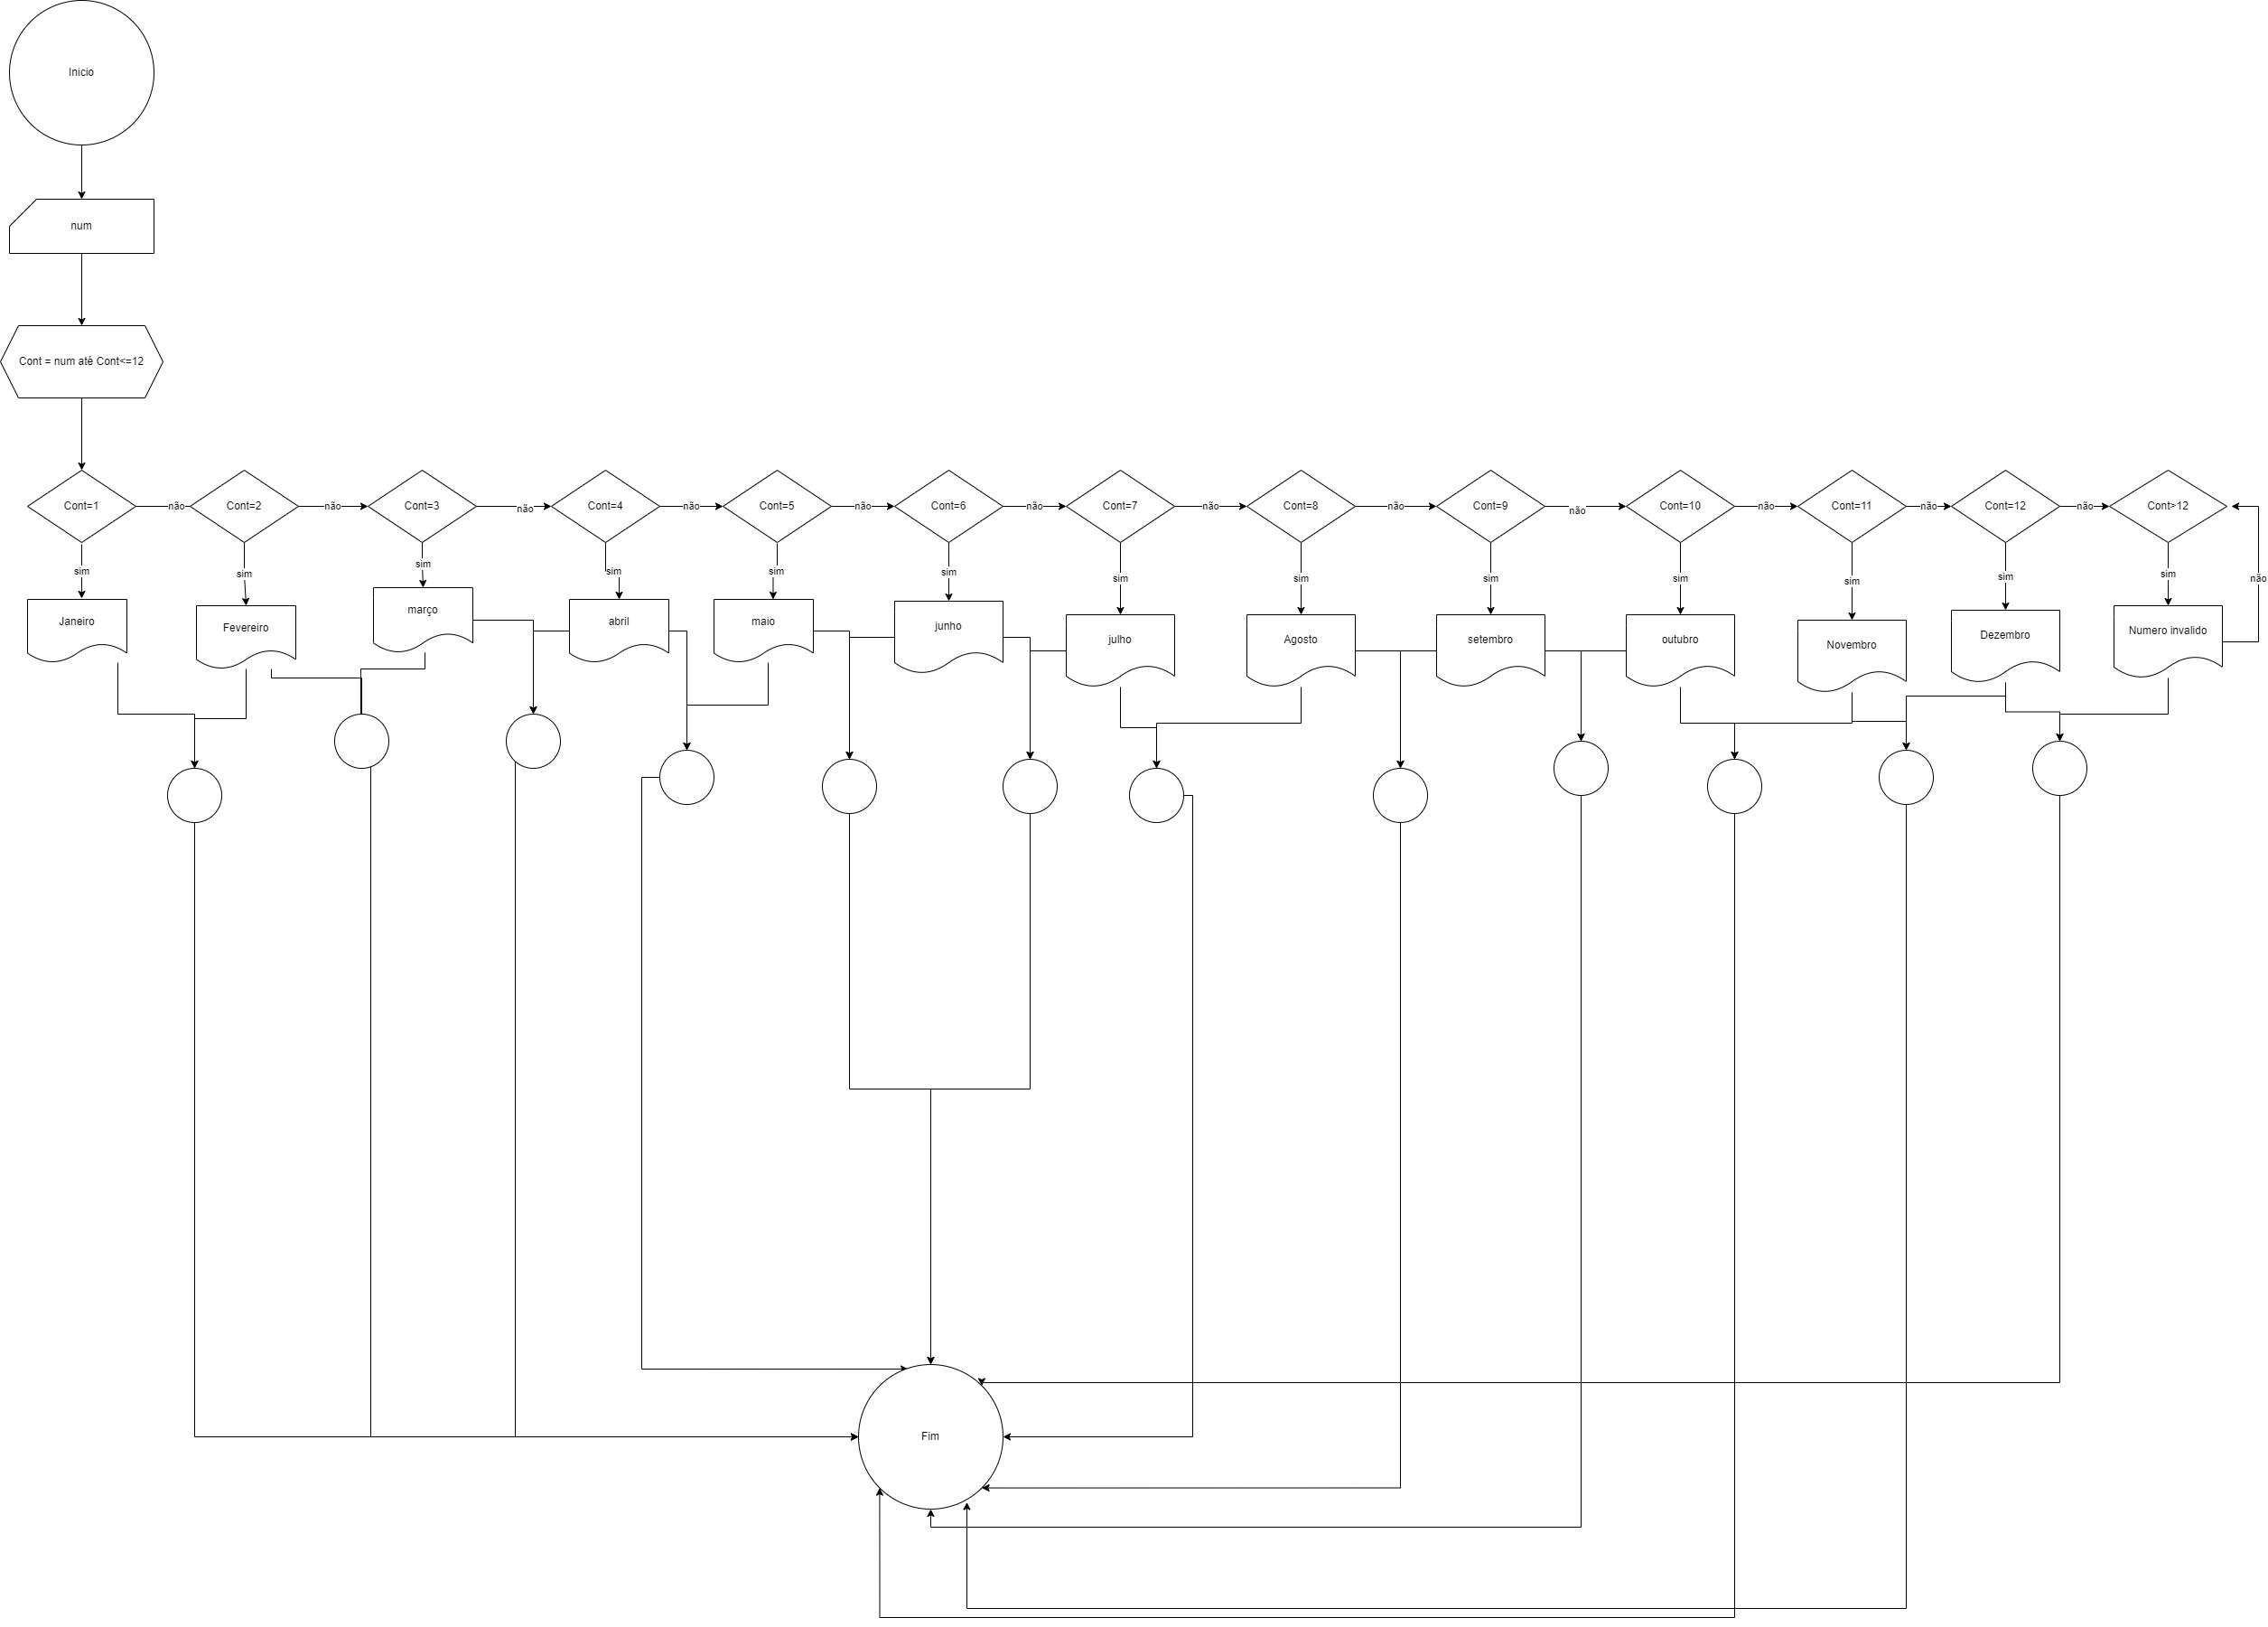 Inicio
num
Cont = num até Cont<=12
Cont=1
não
Cont=2
não
Cont=3
não
Cont=4
não
Cont=5
não
Cont=6
não
Cont=7
não
Cont=8
não
Cont=9
não
Cont=10
não
Cont=11
não
Cont=12
não
Cont>12
sim
sim
sim
sim
sim
sim
sim
sim
sim
sim
sim
sim
sim
não
Janeiro
Fevereiro
março
abril
maio
junho
julho
Agosto
setembro
outubro
Novembro
Dezembro
Numero invalido
Fim